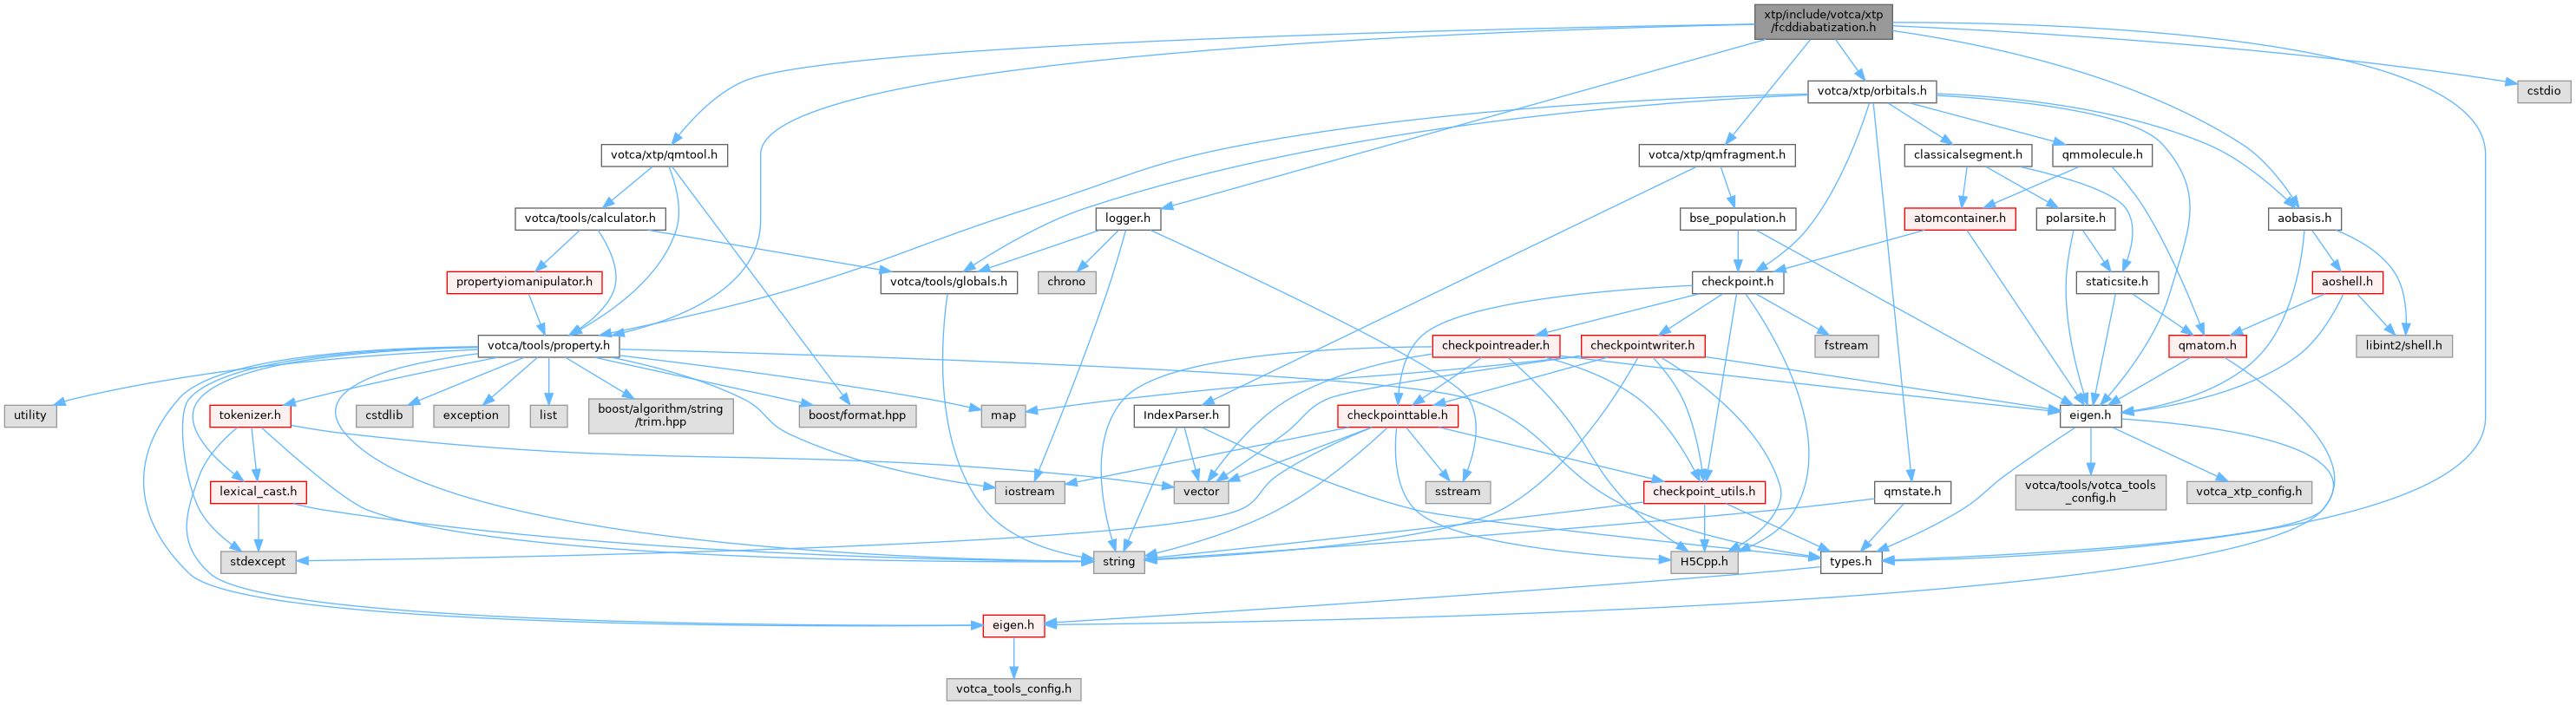 xtp/include/votca/xtp
/fcddiabatization.h
votca/xtp/orbitals.h
cstdio
votca/xtp/qmtool.h
votca/xtp/qmfragment.h
classicalsegment.h
qmmolecule.h
votca/tools/calculator.h
logger.h
bse_population.h
atomcontainer.h
polarsite.h
aobasis.h
propertyiomanipulator.h
votca/tools/globals.h
chrono
checkpoint.h
staticsite.h
aoshell.h
votca/tools/property.h
checkpointreader.h
checkpointwriter.h
fstream
qmatom.h
libint2/shell.h
utility
tokenizer.h
cstdlib
exception
list
boost/algorithm/string
/trim.hpp
boost/format.hpp
map
IndexParser.h
checkpointtable.h
eigen.h
lexical_cast.h
iostream
vector
sstream
checkpoint_utils.h
qmstate.h
votca/tools/votca_tools
_config.h
votca_xtp_config.h
stdexcept
string
H5Cpp.h
types.h
eigen.h
votca_tools_config.h